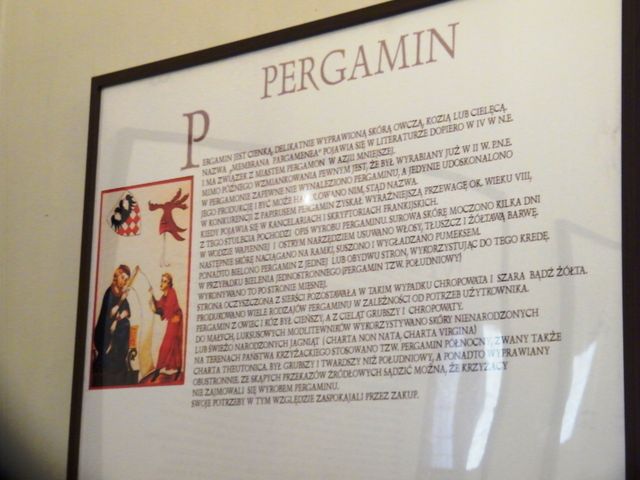 PERGAMIN
PERGAMIN JEST CIENKĄ, DELIKATNIE WYPRAWIONĄ SKÓRĄ OWCZĄ, KOZIĄ LUB CIELĘCĄ.
NAZWA „MEMBRANA PARGAMENEA" POJAWIA SIĘ W LITERATURZE DOPIERO W IV W N.E.
I MA ZWIĄZEK Z MIASTEM PERGAMON W AZJI MNIEJSZEJ.
MIMO PÓŹNEGO WZMIANKOWANIA PEWNYM JEST, ŻE BYŁ WYRABIANY JUŻ W II W. P.N.E.
W PERGAMONIE ZAPEWNE NIE WYNALEZIONO PERGAMINU, A JEDYNIE UDOSKONALONO
JEGO PRODUKCJĘ I BYĆ MOŻE HANDLOWANO NIM, STĄD NAZWA.
W KONKURENCJI Z PAPIRUSEM PERGAMIN ZYSKAŁ WYRAŹNIEJSZĄ PRZEWAGĘ OK. WIEKU VIII,
KIEDY POJAWIA SIĘ W KANCELARIACH I SKRYPTORIACH FRANKIJSKICH.
Z TEGO STULECIA POCHODZI OPIS WYROBU PERGAMINU. SUROWĄ SKÓRĘ MOCZONO KILKA DNI
W WODZIE WAPIENNEJ I OSTRYM NARZĘDZIEM USUWANO WŁOSY, TŁUSZCZ I ŻÓŁTAWĄ BARWĘ.
NASTĘPNIE SKÓRĘ NACIĄGANO NA RAMKI, SUSZONO I WYGŁADZANO PUMEKSEM.
PONADTO BIELONO PERGAMIN Z JEDNEJ LUB OBYDWU STRON, WYKORZYSTUJĄC DO TEGO KREDĘ.
W PRZYPADKU BIELENIA JEDNOSTRONNEGO (PERGAMIN TZW. POŁUDNIOWY)
WYKONYWANO TO PO STRONIE MIĘSNEJ.
STRONA OCZYSZCZONA Z SIERŚCI POZOSTAWAŁA W TAKIM WYPADKU CHROPOWATA I SZARA BĄDŹ ŻÓŁTA.
PRODUKOWANO WIELE RODZAJÓW PERGAMINU W ZALEŻNOŚCI OD POTRZEB UŻYTKOWNIKA.
PERGAMIN Z OWIEC I KÓZ BYŁ CIEŃSZY, A Z CIELĄT GRUBSZY I CHROPOWATY.
DO MAŁYCH, LUKSUSOWYCH MODLITEWNIKÓW WYKORZYSTYWANO SKÓRY NIENARODZONYCH
LUB ŚWIEŻO NARODZONYCH JAGNIĄT (CHARTA NON NATA, CHARTA VIRGINIA)
NA TERENACH PAŃSTWA KRZYŻACKIEGO STOSOWANO TZW. PERGAMIN PÓŁNOCNY, ZWANY TAKŻE
CHARTA THEUTONICA. BYŁ GRUBSZY I TWARDSZY NIŻ POŁUDNIOWY, A PONADTO WYPRAWIANY
OBUSTRONNIE. ZE SKĄPYCH PRZEKAZÓW ŹRÓDŁOWYCH SĄDZIĆ MOŻNA, ŻE KRZYŻACY
NIE ZAJMOWALI SIĘ WYROBEM PERGAMINU.
SWOJE POTRZEBY W TYM WZGLĘDZIE ZASPOKAJALI PRZEZ ZAKUP.